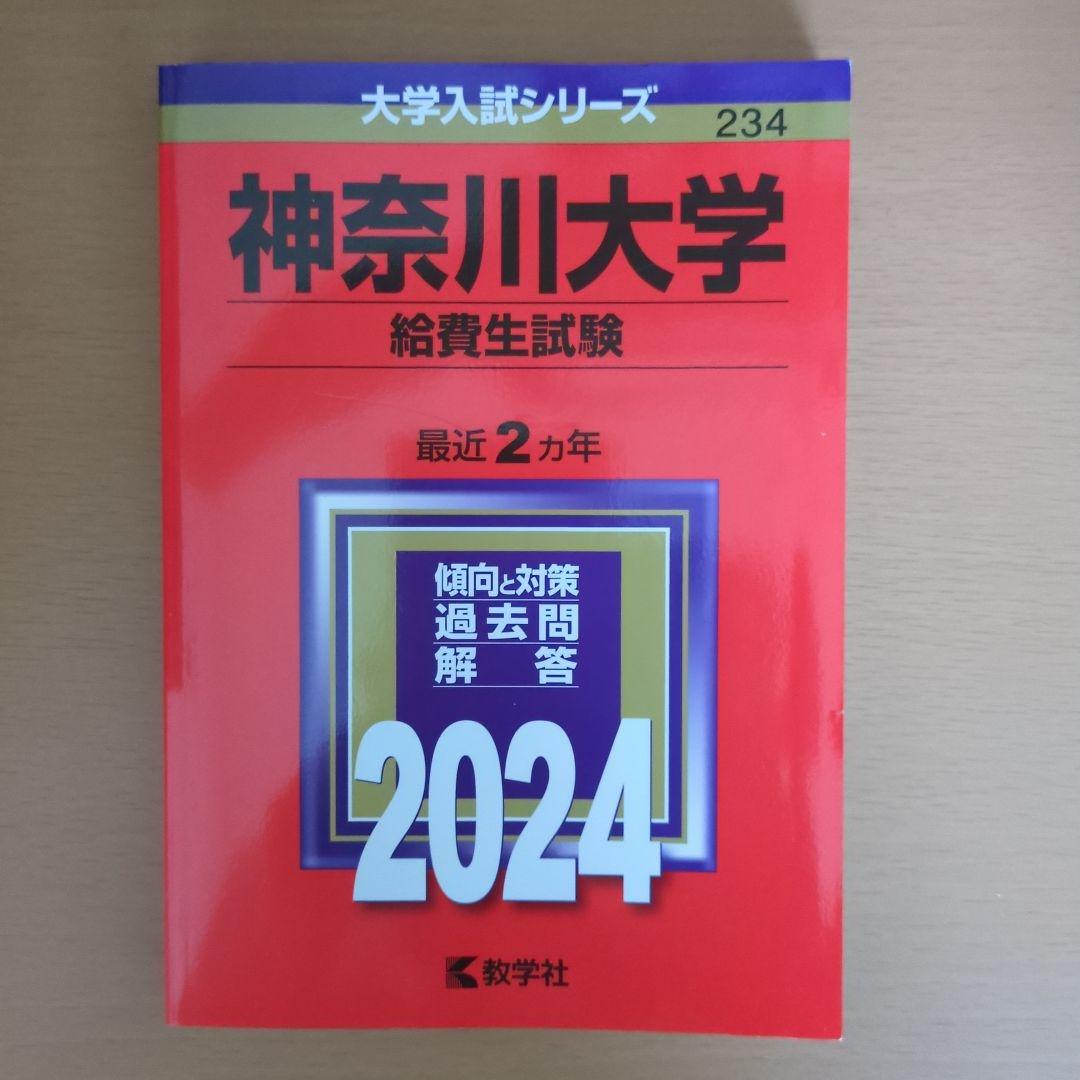 大学入試シリーズ
234
神奈川大学
給費生試験
最近2カ年
傾向と対策
過去問
解答
2024
教学社